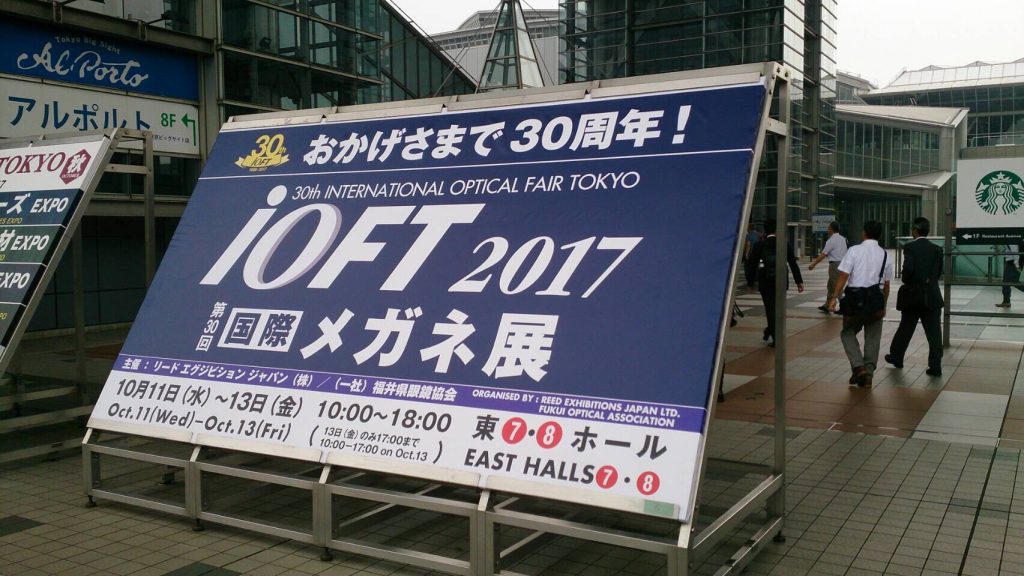 Tokyo Big Sight
Al Porto
アルポルト 8F
TOKYO 秋
ズ EXPO
材 EXPO
EXPO
30th
iOFT
おかげさまで30周年!
30th INTERNATIONAL OPTICAL FAIR TOKYO
iOFT 2017
第30回 国際 メガネ展
主催：リード エグジビション ジャパン（株）／（一社）福井県眼鏡協会
ORGANISED BY : REED EXHIBITIONS JAPAN LTD.
FUKUI OPTICAL ASSOCIATION
10月11日（水）～13日（金）
Oct.11(Wed)–Oct.13(Fri)
10:00～18:00
（13日（金）のみ17:00まで
10:00～17:00 on Oct.13）
東7・8ホール
EAST HALLS 7・8
1F Restaurant Avenue